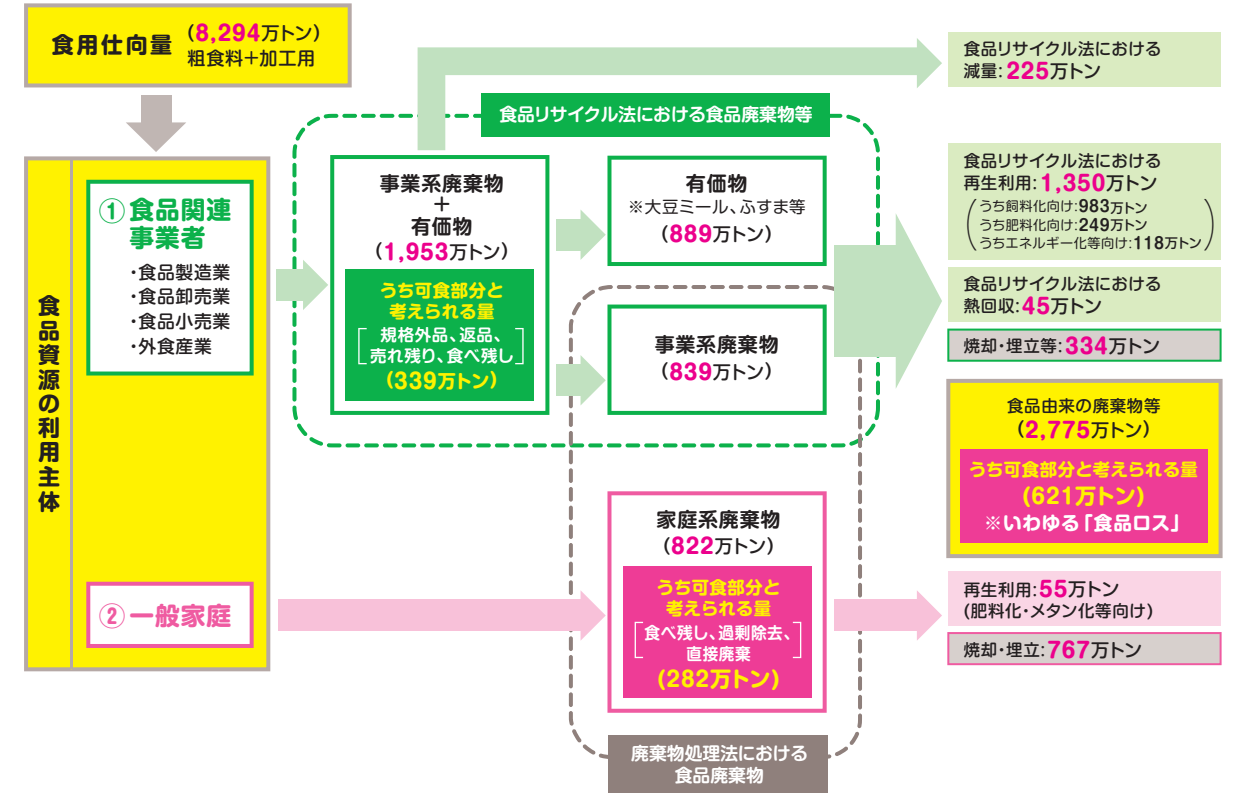 食用仕向量
(8,294万トン)
粗食料+加工用
食品資源の利用主体
①食品関連
事業者
・食品製造業
・食品卸売業
・食品小売業
・外食産業
②一般家庭
食品リサイクル法における食品廃棄物等
事業系廃棄物
+
有価物
(1,953万トン)
うち可食部分と
考えられる量
規格外品、返品、
売れ残り、食べ残し
(339万トン)
有価物
※大豆ミール、ふすま等
(889万トン)
事業系廃棄物
(839万トン)
家庭系廃棄物
(822万トン)
うち可食部分と
考えられる量
食べ残し、過剰除去、
直接廃棄
(282万トン)
廃棄物処理法における
食品廃棄物
食品リサイクル法における
減量:225万トン
食品リサイクル法における
再生利用:1,350万トン
うち飼料化向け:983万トン
うち肥料化向け:249万トン
うちエネルギー化等向け:118万トン
食品リサイクル法における
熱回収:45万トン
焼却・埋立等:334万トン
食品由来の廃棄物等
(2,775万トン)
うち可食部分と考えられる量
(621万トン)
※いわゆる「食品ロス」
再生利用:55万トン
(肥料化・メタン化等向け)
焼却・埋立:767万トン